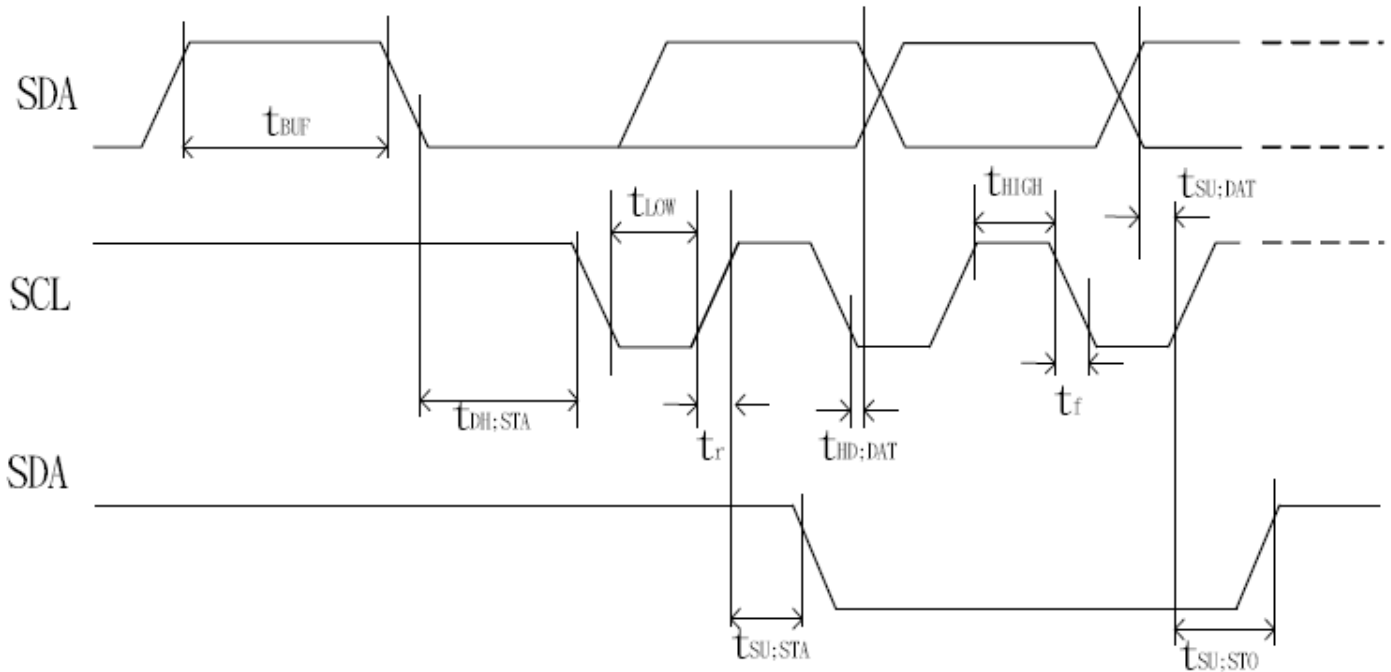 SDA
tBUF
tHIGH
tSU;DAT
tLOW
SCL
tDH;STA
tr
tHD;DAT
tf
SDA
tSU;STA
tSU;STO